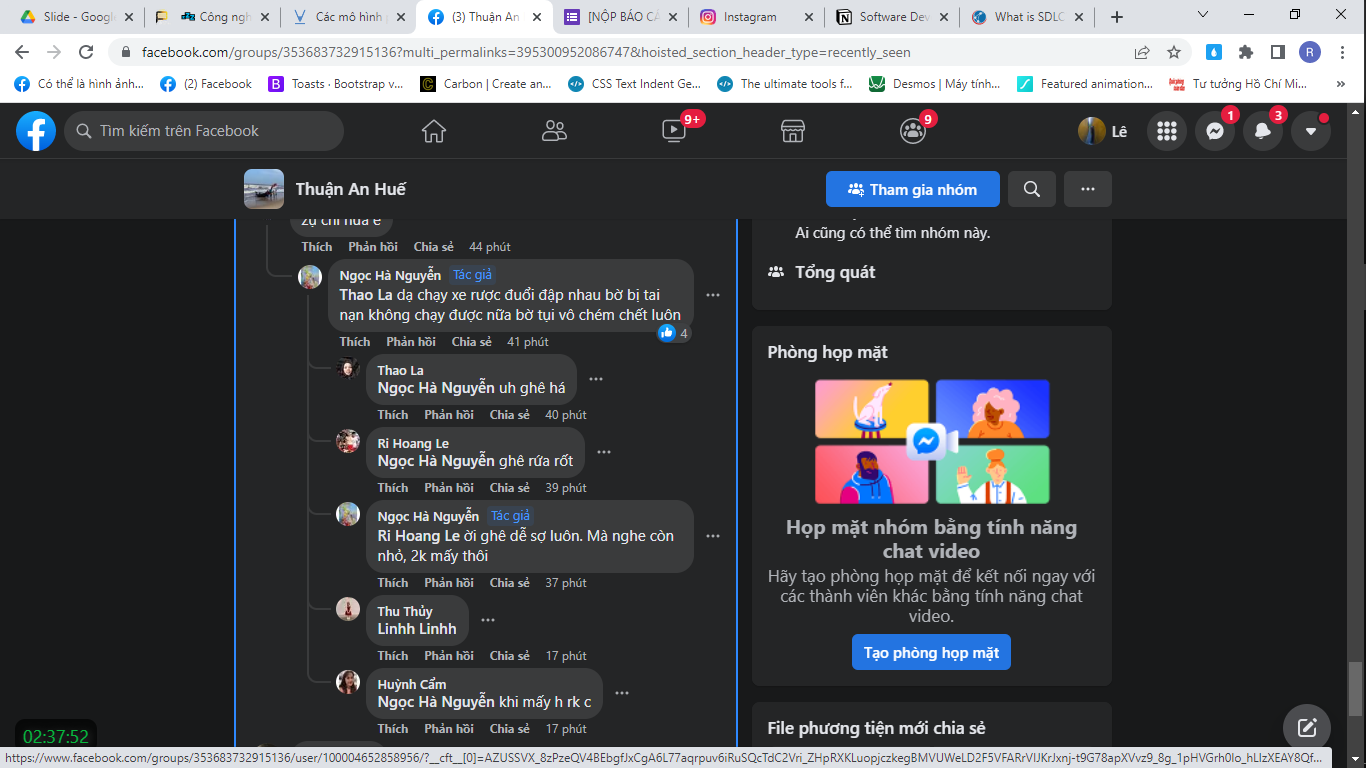 Slide - Google
Công ngh
Các mô hình
(3) Thuận An
[NỘP BÁO CÁ
Instagram
Software Dev
What is SDLC
facebook.com/groups/353683732915136?multi_permalinks=395300952086747&hoisted_section_header_type=recently_seen
R
Có thể là hình ảnh...
(2) Facebook
Toasts · Bootstrap v...
Carbon | Create an...
CSS Text Indent Ge...
The ultimate tools f...
Desmos | Máy tính...
Featured animation...
Tư tưởng Hồ Chí Mi...
Tìm kiếm trên Facebook
9+
9
Lê
1
3
Thuận An Huế
Tham gia nhóm
zụ chi nữa e
Thích Phản hồi Chia sẻ 44 phút
Ngọc Hà Nguyễn Tác giả
Thao La dạ chạy xe rược đuổi đập nhau bờ bị tai
nạn không chạy được nữa bờ tụi vô chém chết luôn
4
Thích Phản hồi Chia sẻ 41 phút
Thao La
Ngọc Hà Nguyễn uh ghê há
Thích Phản hồi Chia sẻ 40 phút
Ri Hoang Le
Ngọc Hà Nguyễn ghê rứa rốt
Thích Phản hồi Chia sẻ 39 phút
Ngọc Hà Nguyễn Tác giả
Ri Hoang Le ời ghê dễ sợ luôn. Mà nghe còn
nhỏ, 2k mấy thôi
Thích Phản hồi Chia sẻ 37 phút
Thu Thủy
Linhh Linhh
Thích Phản hồi Chia sẻ 17 phút
Huỳnh Cẩm
Ngọc Hà Nguyễn khi mấy h rk c
Thích Phản hồi Chia sẻ 17 phút
Ai cũng có thể tìm nhóm này.
Tổng quát
Phòng họp mặt
Họp mặt nhóm bằng tính năng
chat video
Hãy tạo phòng họp mặt để kết nối ngay với
các thành viên khác bằng tính năng chat
video.
Tạo phòng họp mặt
File phương tiện mới chia sẻ
02:37:52